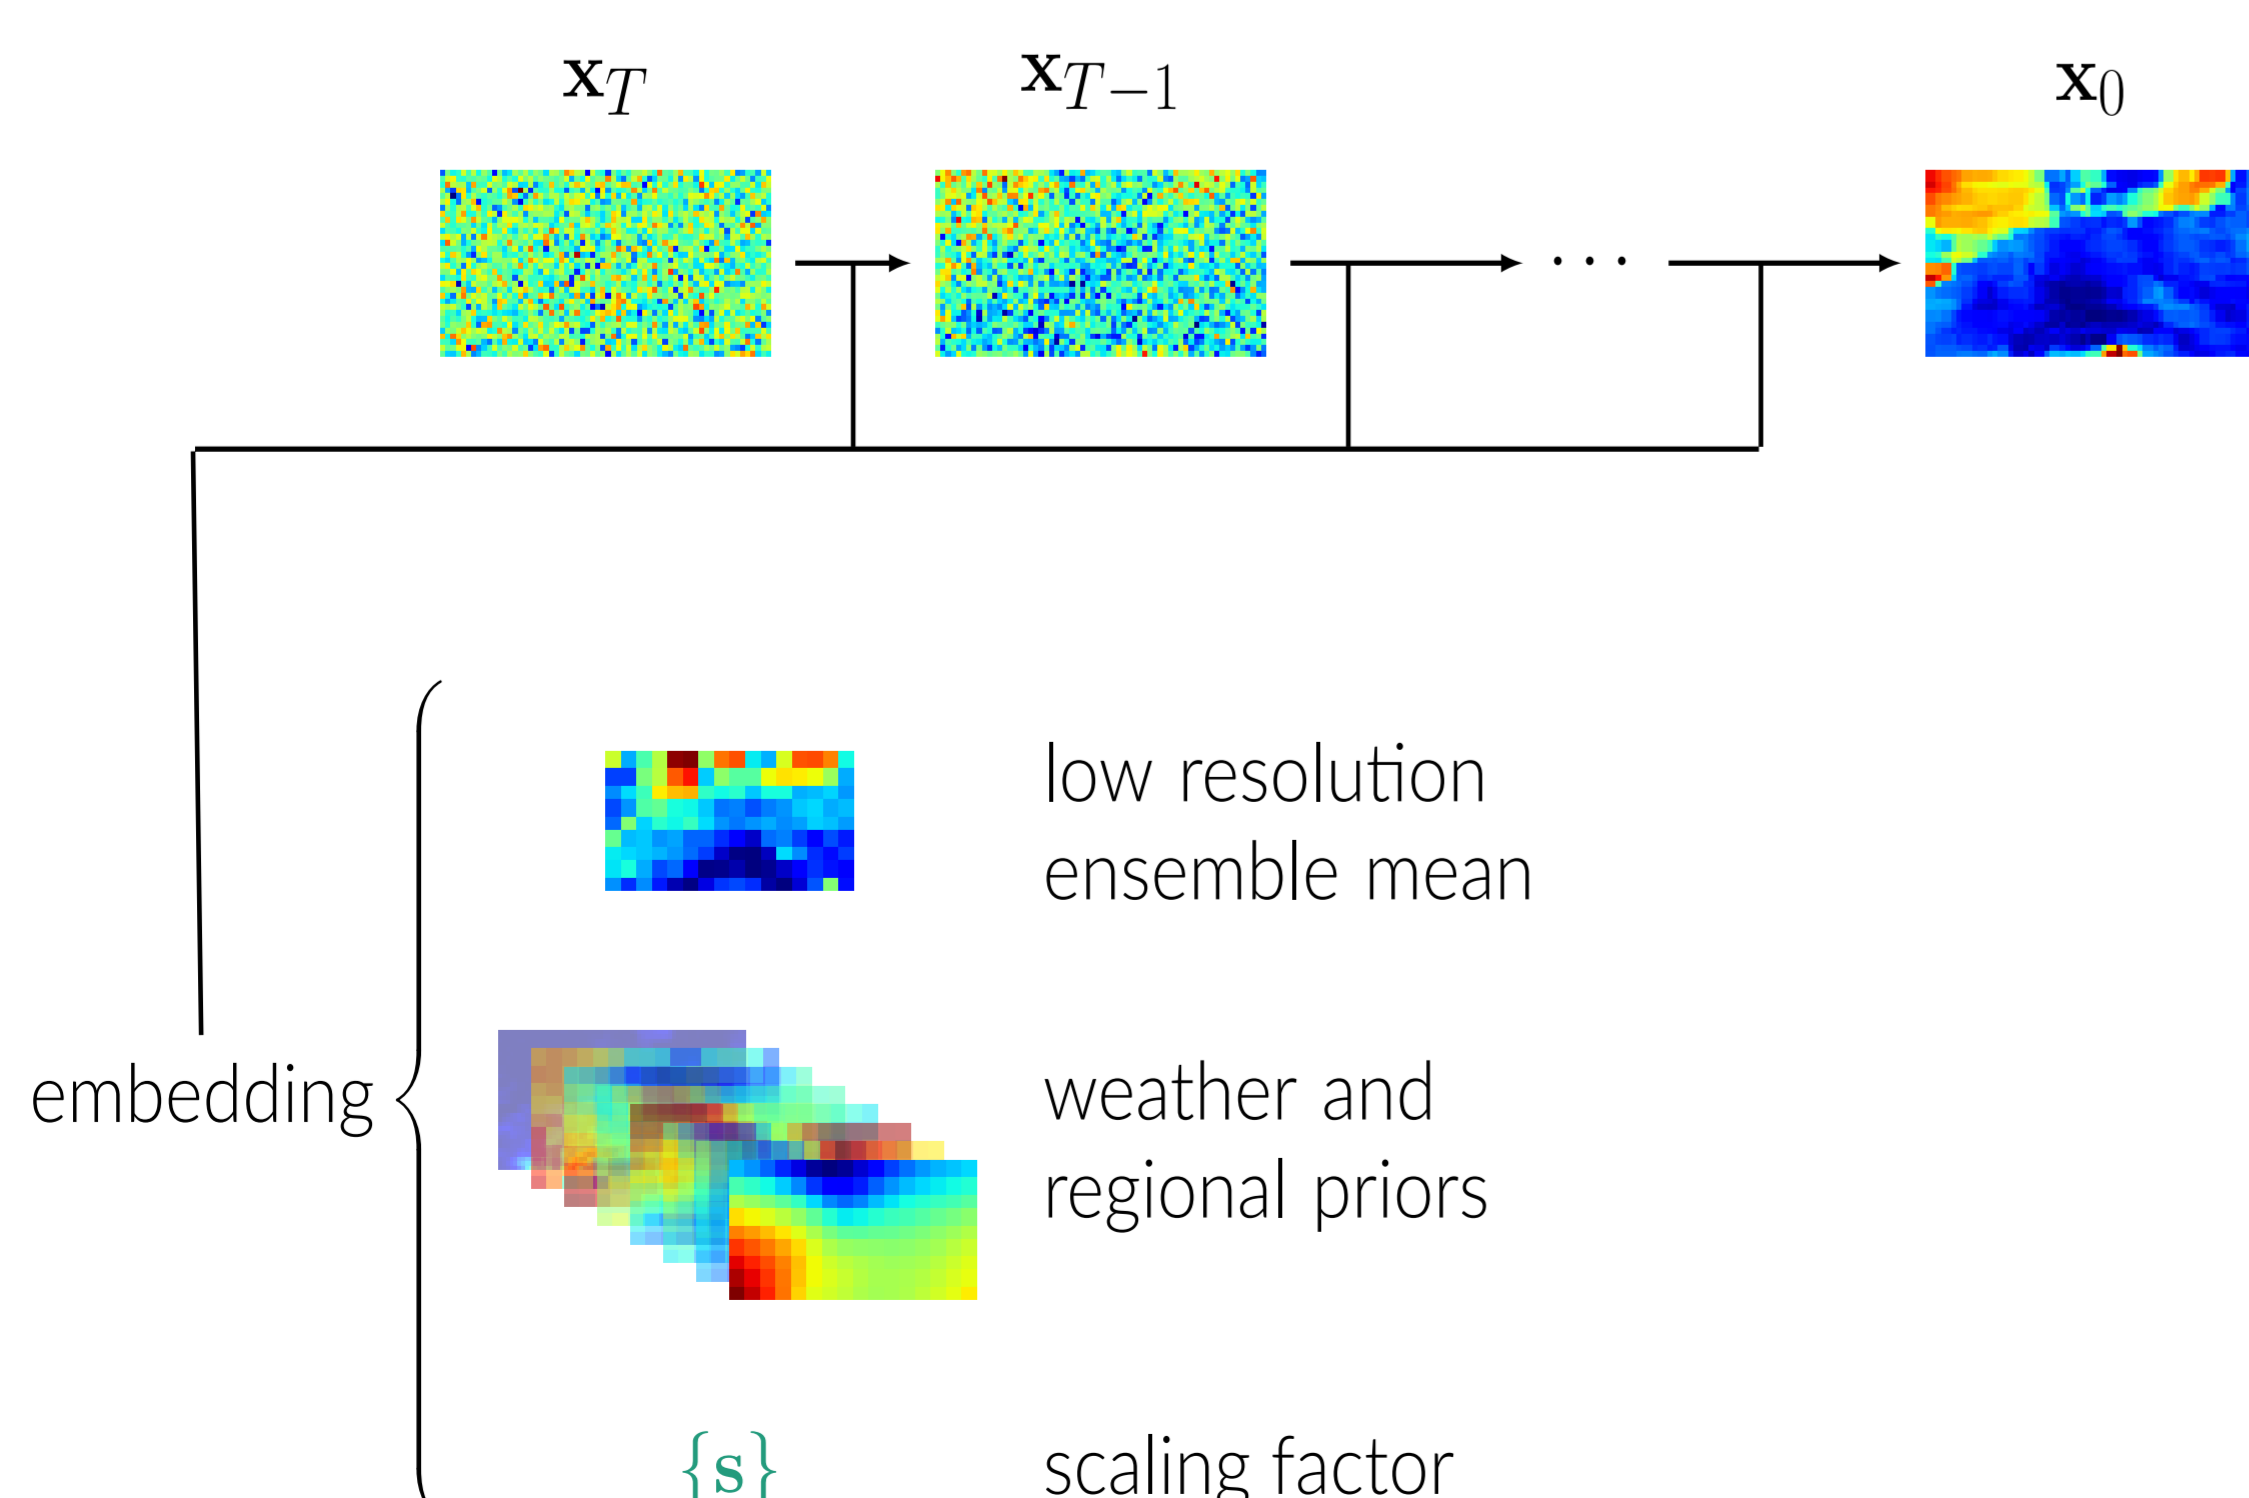 𝐱_T 𝐱_{T−1} 𝐱_0
· · ·
low resolution
ensemble mean
embedding
weather and
regional priors
{𝐬} scaling factor